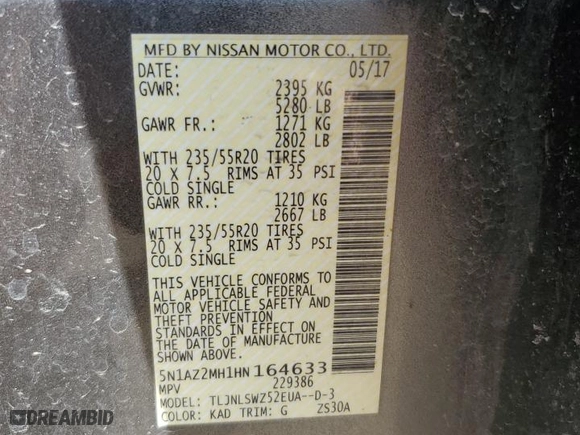 MFD BY NISSAN MOTOR CO., LTD.
DATE: 05/17
GVWR: 2395 KG
5280 LB
GAWR FR.: 1271 KG
2802 LB
WITH 235/55R20 TIRES
20 X 7.5 RIMS AT 35 PSI
COLD SINGLE
GAWR RR.: 1210 KG
2667 LB
WITH 235/55R20 TIRES
20 X 7.5 RIMS AT 35 PSI
COLD SINGLE
THIS VEHICLE CONFORMS TO
ALL APPLICABLE FEDERAL
MOTOR VEHICLE SAFETY AND
THEFT PREVENTION
STANDARDS IN EFFECT ON
THE DATE OF MANUFACTURE
SHOWN ABOVE.
5N1AZ2MH1HN164633
MPV 229386
TLJNLSWZ52EUA--D-3
COLOR: KAD TRIM: G ZS30A
© EPICVIN.COM